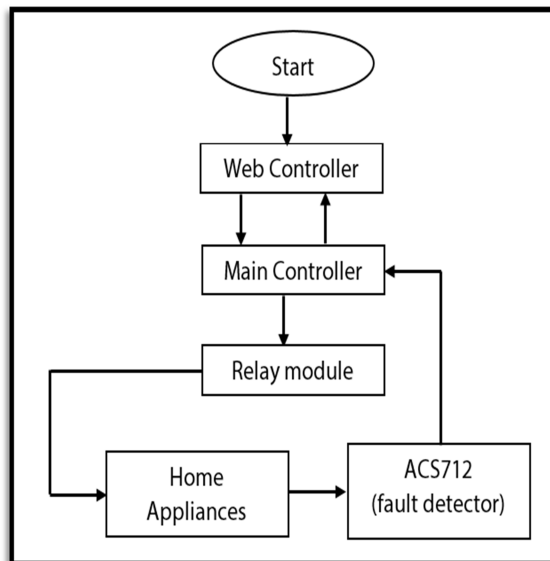 Start
Web Controller
Main Controller
Relay module
Home
Appliances
ACS712
(fault detector)